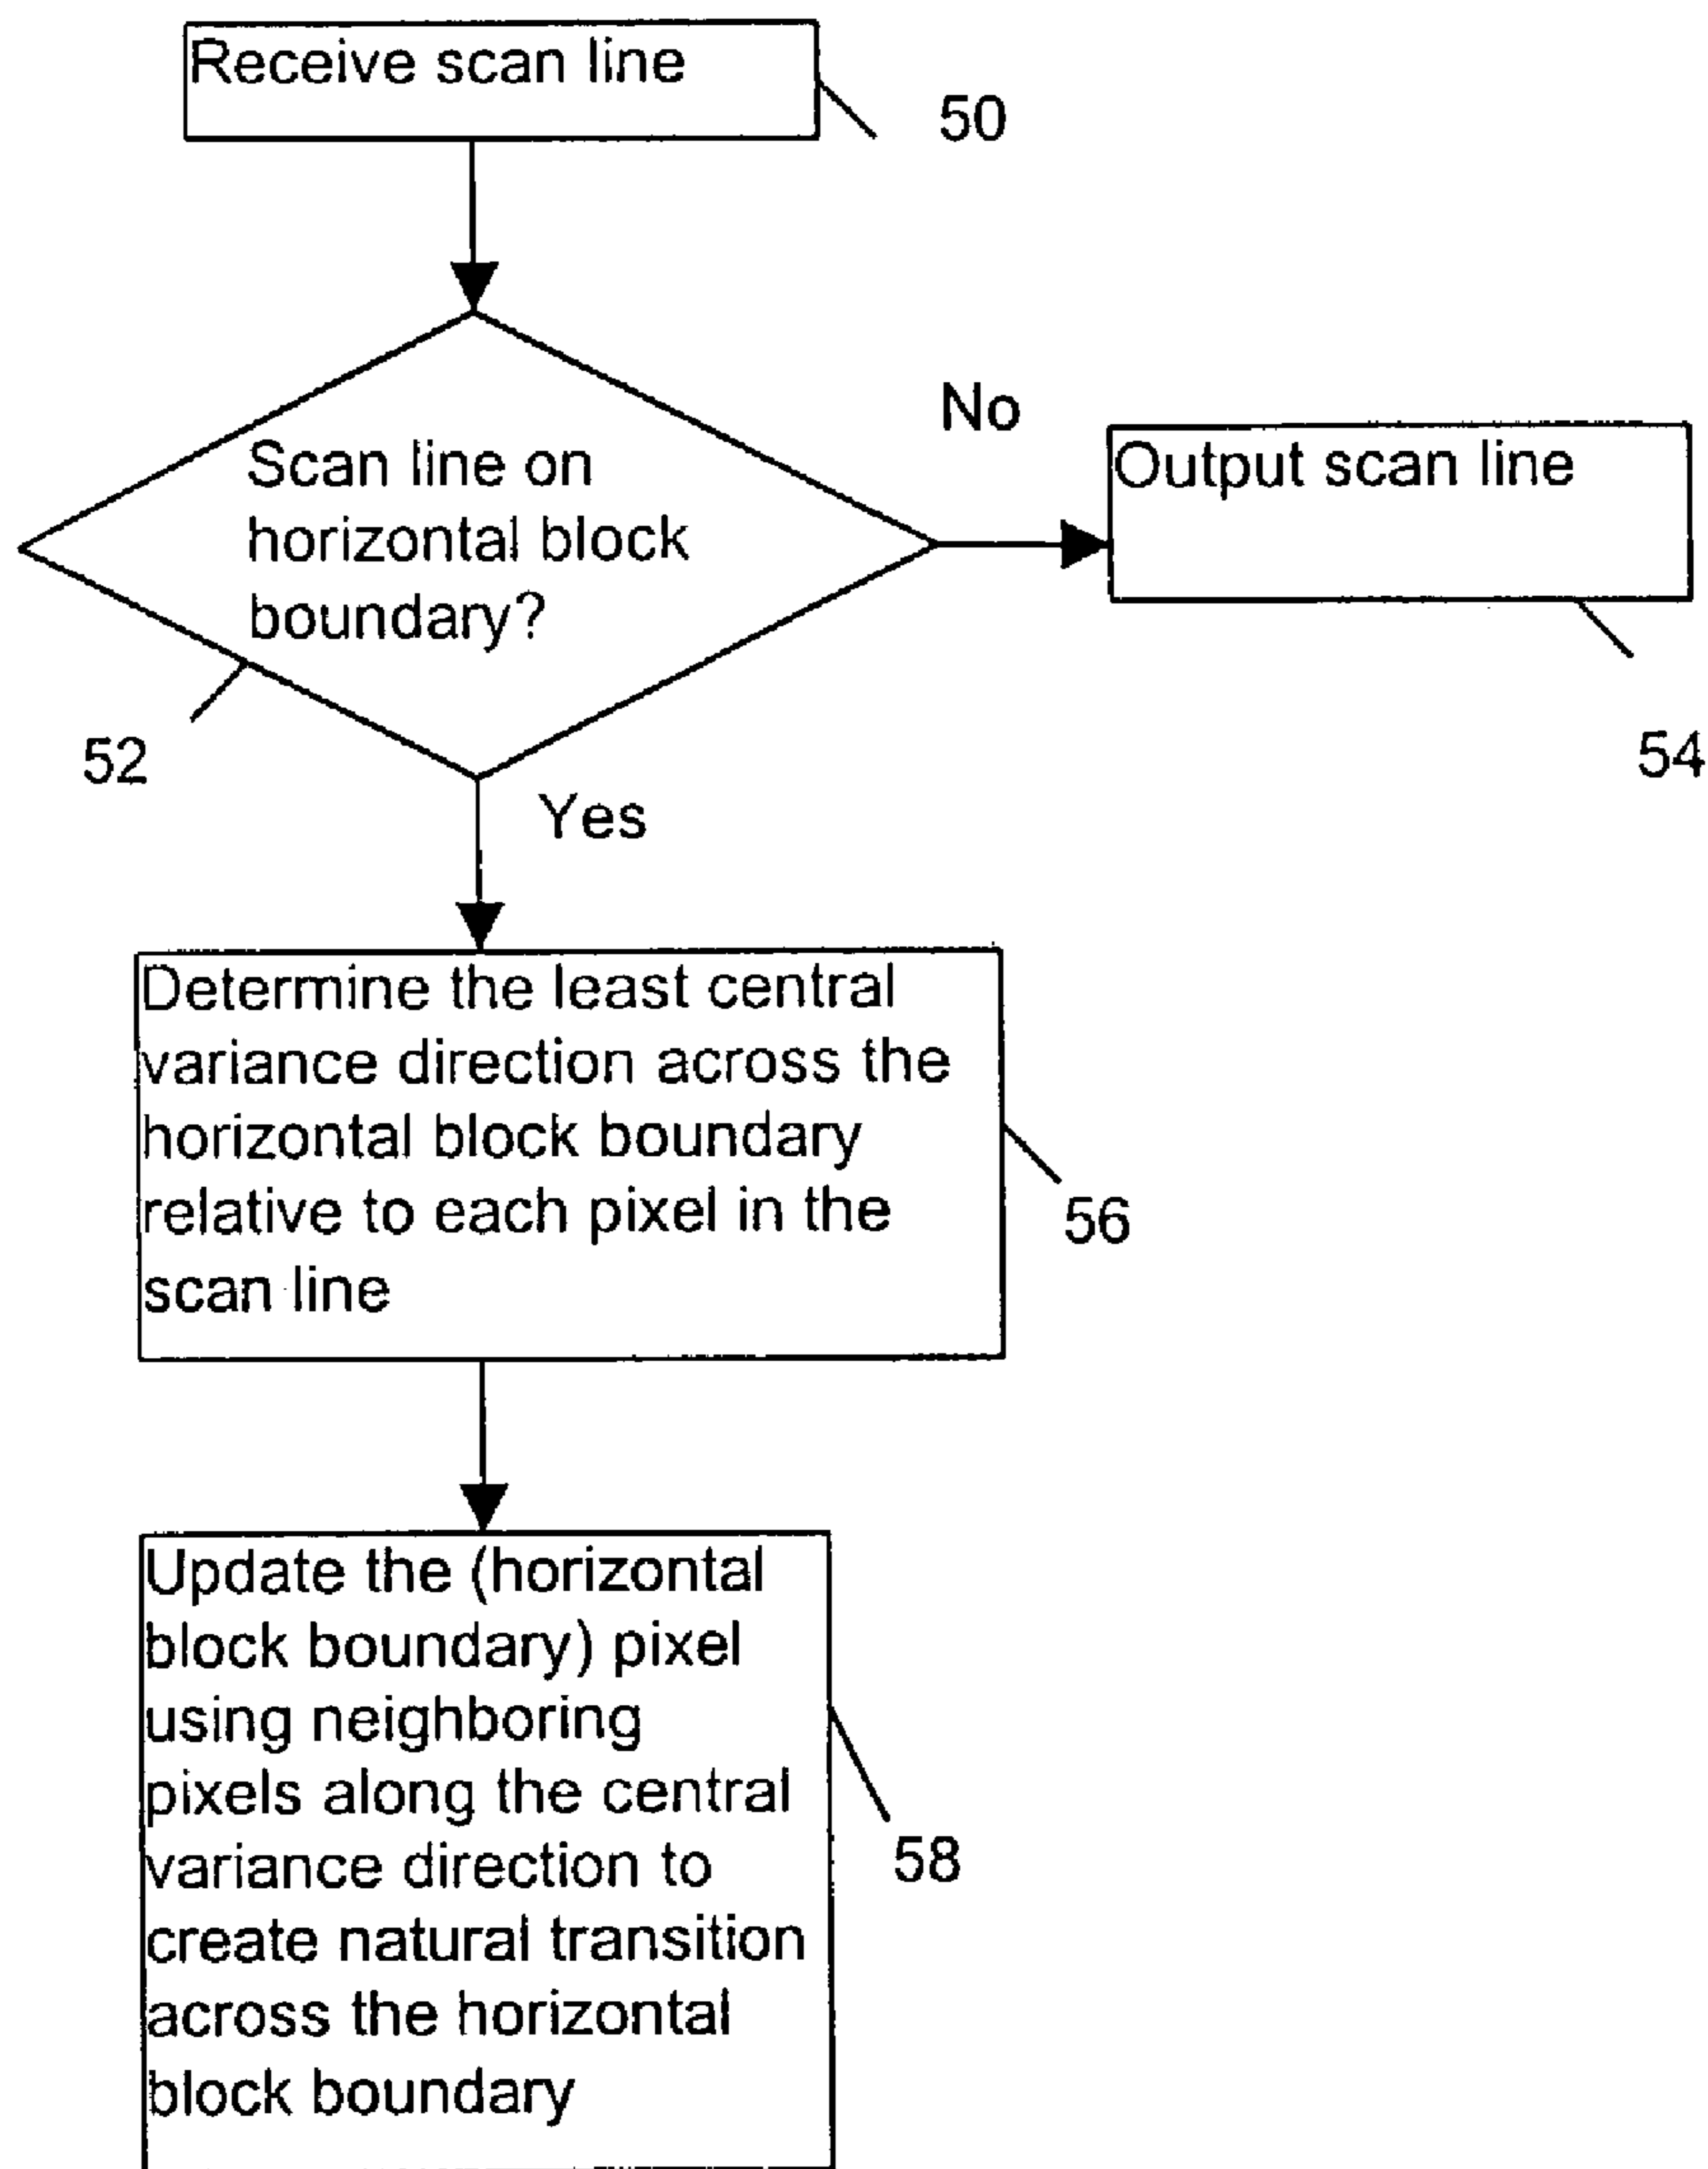 Receive scan line
50
Scan line on
horizontal block
boundary?
No
Output scan line
52
54
Yes
Determine the least central
variance direction across the
horizontal block boundary
relative to each pixel in the
scan line
56
Update the (horizontal
block boundary) pixel
using neighboring
pixels along the central
variance direction to
create natural transition
across the horizontal
block boundary
58